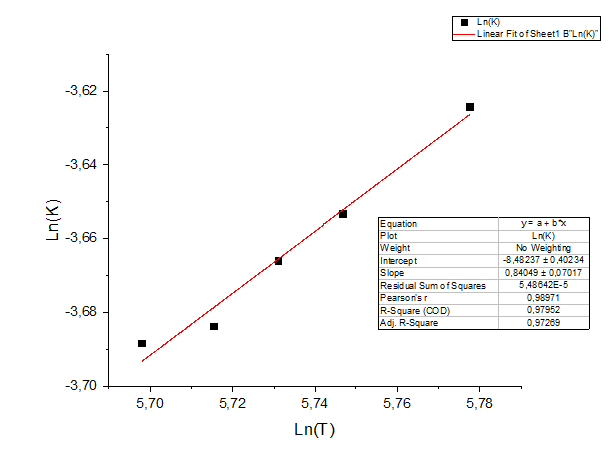 Ln(K)
Linear Fit of Sheet1 B"Ln(K)"
-3,62
-3,64
-3,66
-3,68
-3,70
Ln(K)
Equation y = a + b*x
Plot Ln(K)
Weight No Weighting
Intercept -8,48237 ± 0,40234
Slope 0,84049 ± 0,07017
Residual Sum of Squares 5,48642E-5
Pearson's r 0,98971
R-Square (COD) 0,97952
Adj. R-Square 0,97269
5,70 5,72 5,74 5,76 5,78
Ln(T)